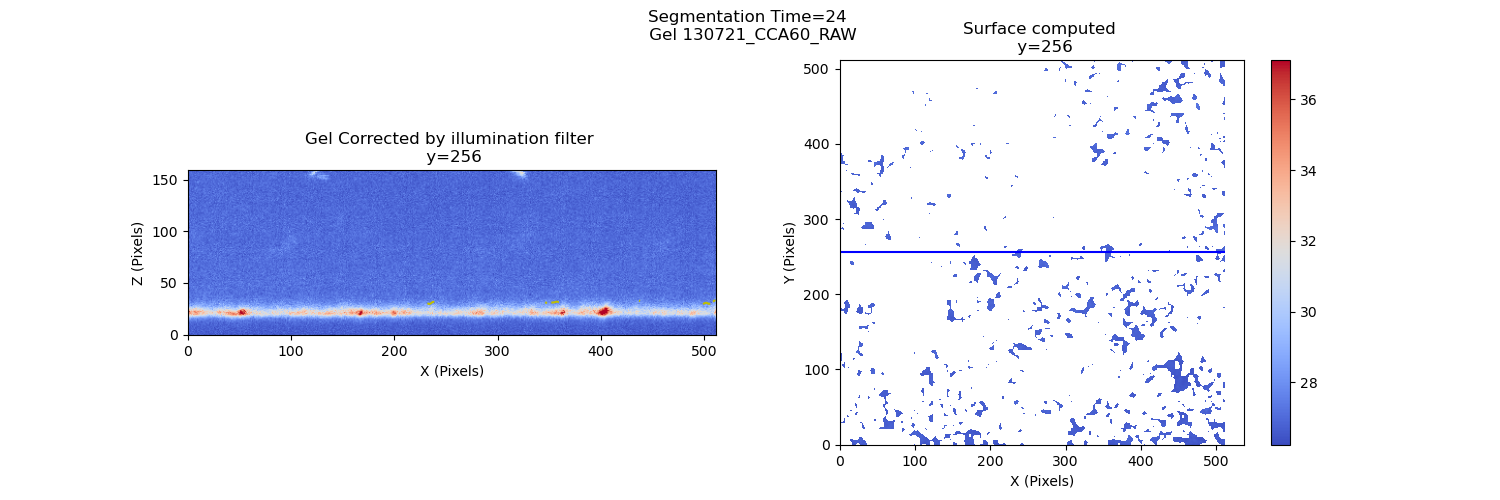 Segmentation Time=24
Gel 130721_CCA60_RAW
Gel Corrected by illumination filter
y=256
150
100
50
0
Z (Pixels)
0 100 200 300 400 500
X (Pixels)
Surface computed
y=256
500
400
300
200
100
0
Y (Pixels)
0 100 200 300 400 500
X (Pixels)
36
34
32
30
28